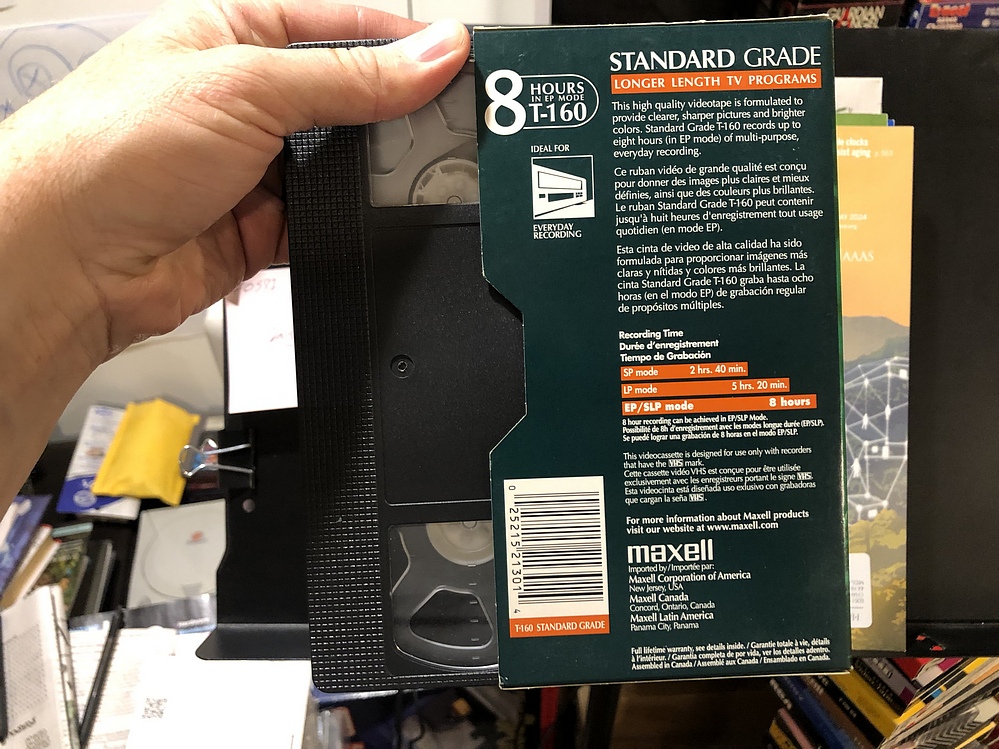 GUARDIAN
STANDARD GRADE
LONGER LENGTH TV PROGRAMS
8 HOURS
IN EP MODE
T-160
IDEAL FOR
EVERYDAY
RECORDING
This high quality videotape is formulated to
provide clearer, sharper pictures and brighter
colors. Standard Grade T-160 records up to
eight hours (in EP mode) of multi-purpose,
everyday recording.
Ce ruban vidéo de grande qualité est conçu
pour donner des images plus claires et mieux
définies, ainsi que des couleurs plus brillantes.
Le ruban Standard Grade T-160 peut contenir
jusqu'à huit heures d'enregistrement tout usage
quotidien (en mode EP).
Esta cinta de video de alta calidad ha sido
formulada para proporcionar imágenes más
claras y nítidas y colores más brillantes. La
cinta Standard Grade T-160 graba hasta ocho
horas (en el modo EP) de grabación regular
de propósitos múltiples.
Recording Time
Durée d'enregistrement
Tiempo de Grabación
SP mode 2 hrs. 40 min.
LP mode 5 hrs. 20 min.
EP/SLP mode 8 hours
8 hour recording can be achieved in EP/SLP Mode.
Possibilité de 8h d'enregistrement avec les modes longue durée (EP/SLP).
Se puede lograr una grabación de 8 horas en el modo EP/SLP.
This videocassette is designed for use only with recorders
that have the VHS mark.
Cette cassette vidéo VHS est conçue pour être utilisée
exclusivement avec les enregistreurs portant le signe VHS.
Esta videocinta está diseñada uso exlusivo con grabadoras
que cargan la seña VHS.
For more information about Maxell products
visit our website at www.maxell.com
maxell
Imported by / Importée par:
Maxell Corporation of America
New Jersey, USA
Maxell Canada
Concord, Ontario, Canada
Maxell Latin America
Panama City, Panama
Full lifetime warranty, see details inside. / Garantie totale à vie, détails
à l'intérieure. / Garantía completa de por vida, ver los detalles adentro.
Assembled in Canada / Assemblé aux Canada / Ensamblado en Canada.
0 25215 21301 4
T-160 STANDARD GRADE
clocks
aging
2024
AAAS